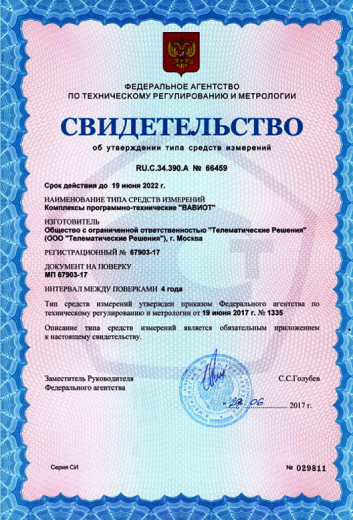 ФЕДЕРАЛЬНОЕ АГЕНТСТВО
ПО ТЕХНИЧЕСКОМУ РЕГУЛИРОВАНИЮ И МЕТРОЛОГИИ
СВИДЕТЕЛЬСТВО
об утверждении типа средств измерений
RU.C.34.390.A № 66459
Срок действия до 19 июня 2022 г.
НАИМЕНОВАНИЕ ТИПА СРЕДСТВ ИЗМЕРЕНИЙ
Комплексы программно-технические "ВАВИОТ"
ИЗГОТОВИТЕЛЬ
Общество с ограниченной ответственностью "Телематические Решения"
(ООО "Телематические Решения"), г. Москва
РЕГИСТРАЦИОННЫЙ № 67903-17
ДОКУМЕНТ НА ПОВЕРКУ
МП 67903-17
ИНТЕРВАЛ МЕЖДУ ПОВЕРКАМИ 4 года
Тип средств измерений утвержден приказом Федерального агентства по
техническому регулированию и метрологии от 19 июня 2017 г. № 1335
Описание типа средств измерений является обязательным приложением
к настоящему свидетельству.
Заместитель Руководителя С.С.Голубев
Федерального агентства
06 2017 г.
Серия СИ № 029811